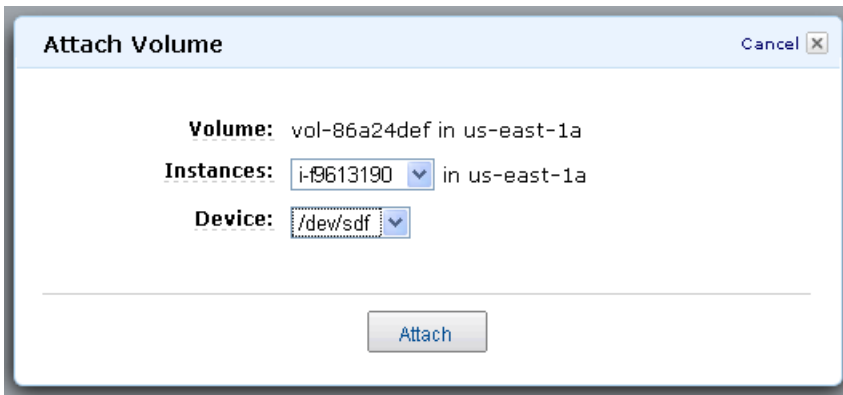 Attach Volume
Cancel
Volume: vol-86a24def in us-east-1a
Instances: i-f9613190 in us-east-1a
Device: /dev/sdf
Attach